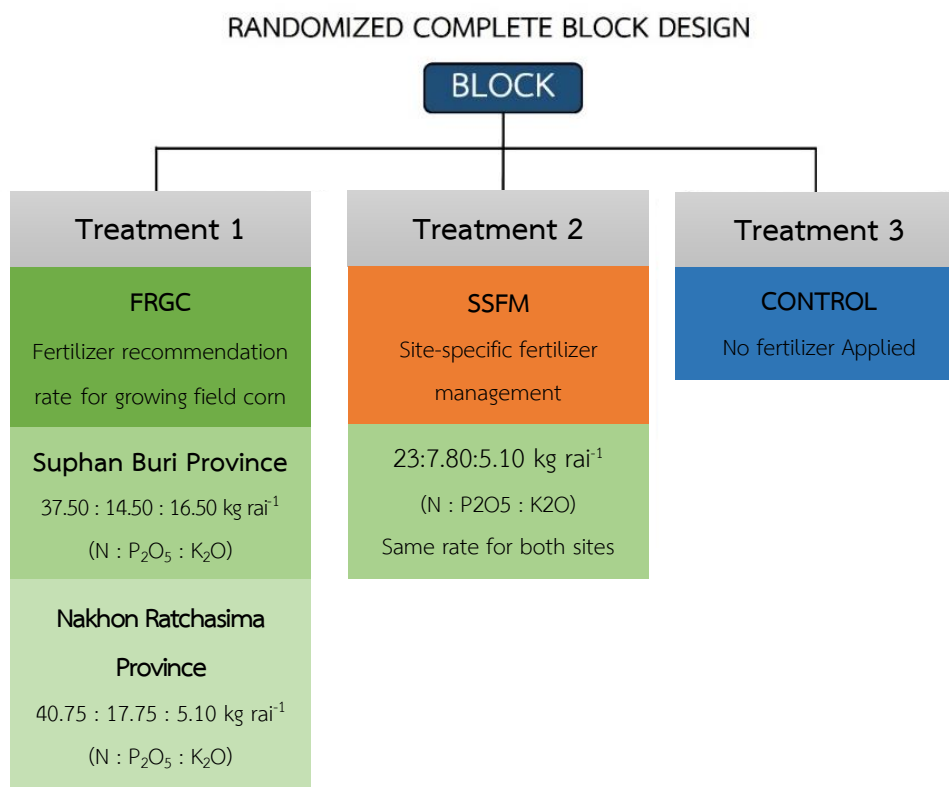 RANDOMIZED COMPLETE BLOCK DESIGN
BLOCK
Treatment 1
FRGC
Fertilizer recommendation
rate for growing field corn
Suphan Buri Province
37.50 : 14.50 : 16.50 kg rai⁻¹
(N : P₂O₅ : K₂O)
Nakhon Ratchasima
Province
40.75 : 17.75 : 5.10 kg rai⁻¹
(N : P₂O₅ : K₂O)
Treatment 2
SSFM
Site-specific fertilizer
management
23:7.80:5.10 kg rai⁻¹
(N : P2O5 : K2O)
Same rate for both sites
Treatment 3
CONTROL
No fertilizer Applied